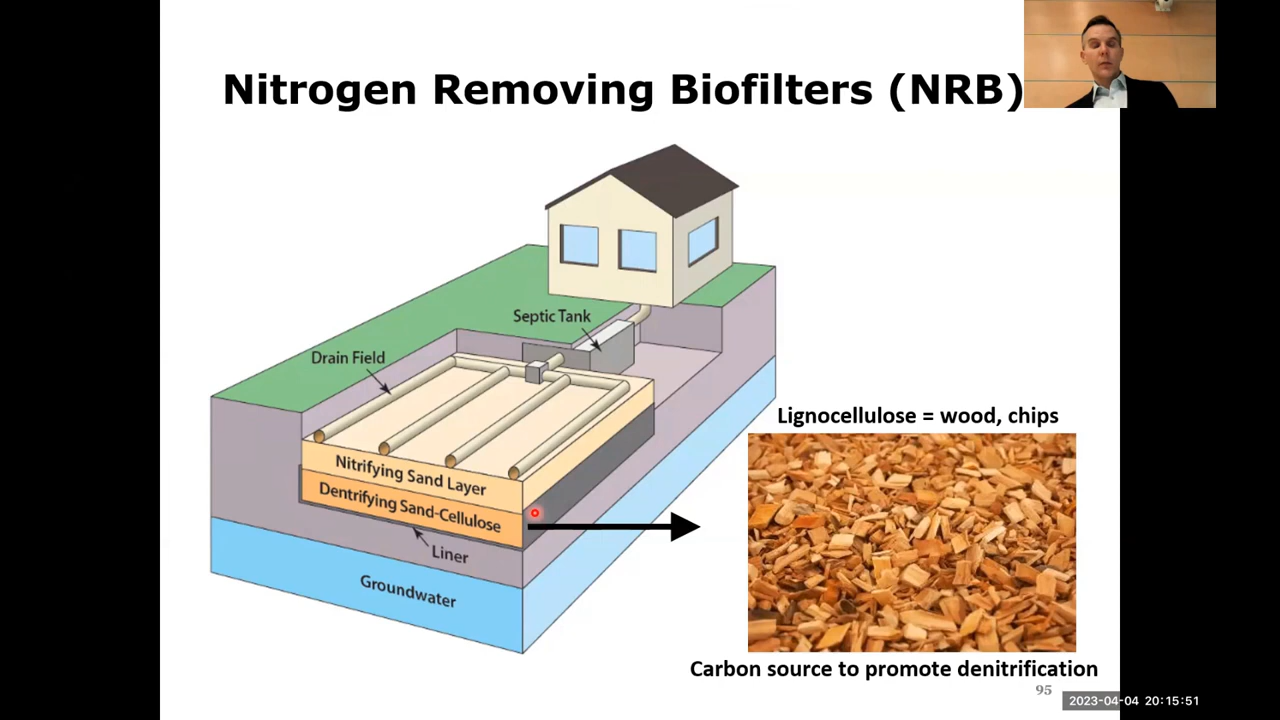 Nitrogen Removing Biofilters (NRB)
Septic Tank
Drain Field
Lignocellulose = wood, chips
Nitrifying Sand Layer
Dentrifying Sand-Cellulose
Liner
Groundwater
Carbon source to promote denitrification
95
2023-04-04 20:15:51